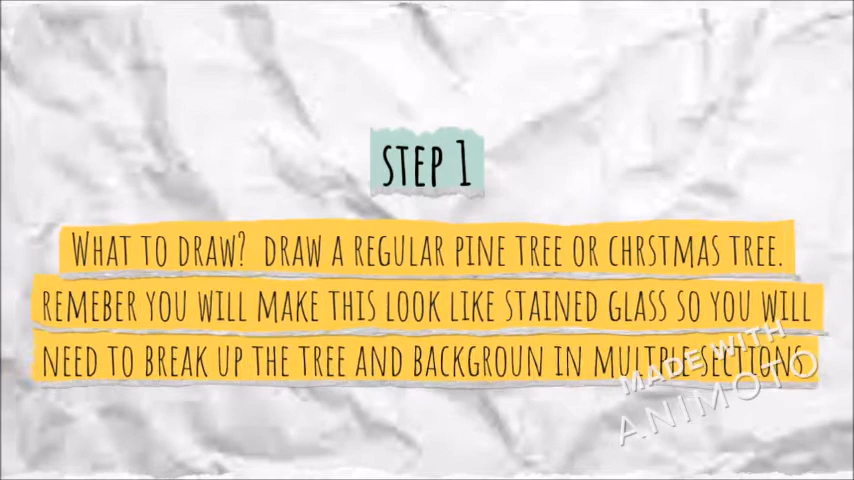 STEP 1
WHAT TO DRAW? DRAW A REGULAR PINE TREE OR CHRSTMAS TREE.
REMEBER YOU WILL MAKE THIS LOOK LIKE STAINED GLASS SO YOU WILL
NEED TO BREAK UP THE TREE AND BACKGROUN IN MULTPLE SECTIONS.
MADE WITH
ANIMOTO